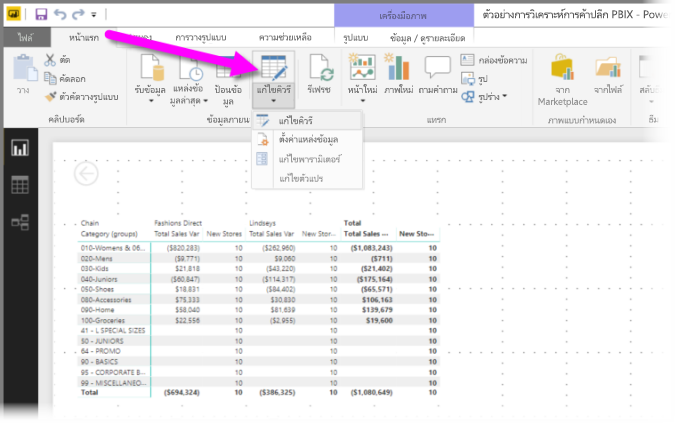 เครื่องมือภาพ
ตัวอย่างการวิเคราะห์การค้าปลีก PBIX - Powe
ไฟล์ หน้าแรก การวางรูปแบบ ความช่วยเหลือ รูปแบบ ข้อมูล / ดูรายละเอียด
วาง
ตัด
คัดลอก
ตัวคัดวางรูปแบบ
รับข้อมูล
แหล่งข้อมูลล่าสุด
ป้อนข้อมูล
แก้ไขคิวรี
รีเฟรช
หน้าใหม่
ภาพใหม่
ถามคำถาม
กล่องข้อความ
รูป
รูปร่าง
จาก Marketplace
จากไฟล์
สลับ
คลิปบอร์ด ข้อมูลภายน แทรก ภาพแบบกำหนดเอง ธีม
แก้ไขคิวรี
ตั้งค่าแหล่งข้อมูล
แก้ไขพารามิเตอร์
แก้ไขตัวแปร
Chain Fashions Direct Lindseys Total
Category (groups) Total Sales Var New Stores Total Sales Var New Stor... Total Sales ... New Sto...
010-Womens & 06... ($820,283) 10 ($262,960) 10 ($1,083,243) 10
020-Mens ($9,771) 10 $9,060 10 ($711) 10
030-Kids $21,818 10 ($43,220) 10 ($21,402) 10
040-Juniors ($60,847) 10 ($114,317) 10 ($175,164) 10
050-Shoes $18,831 10 ($84,402) 10 ($65,571) 10
080-Accessories $75,333 10 $30,830 10 $106,163 10
090-Home $58,040 10 $81,639 10 $139,679 10
100-Groceries $22,556 10 ($2,955) 10 $19,600 10
41 - L SPECIAL SIZES 10 10 10
50 - JUNIORS 10 10 10
64 - PROMO 10 10 10
90 - BASICS 10 10 10
95 - CORPORATE B... 10 10 10
99 - MISCELLANEO... 10 10 10
Total ($694,324) 10 ($386,325) 10 ($1,080,649) 10